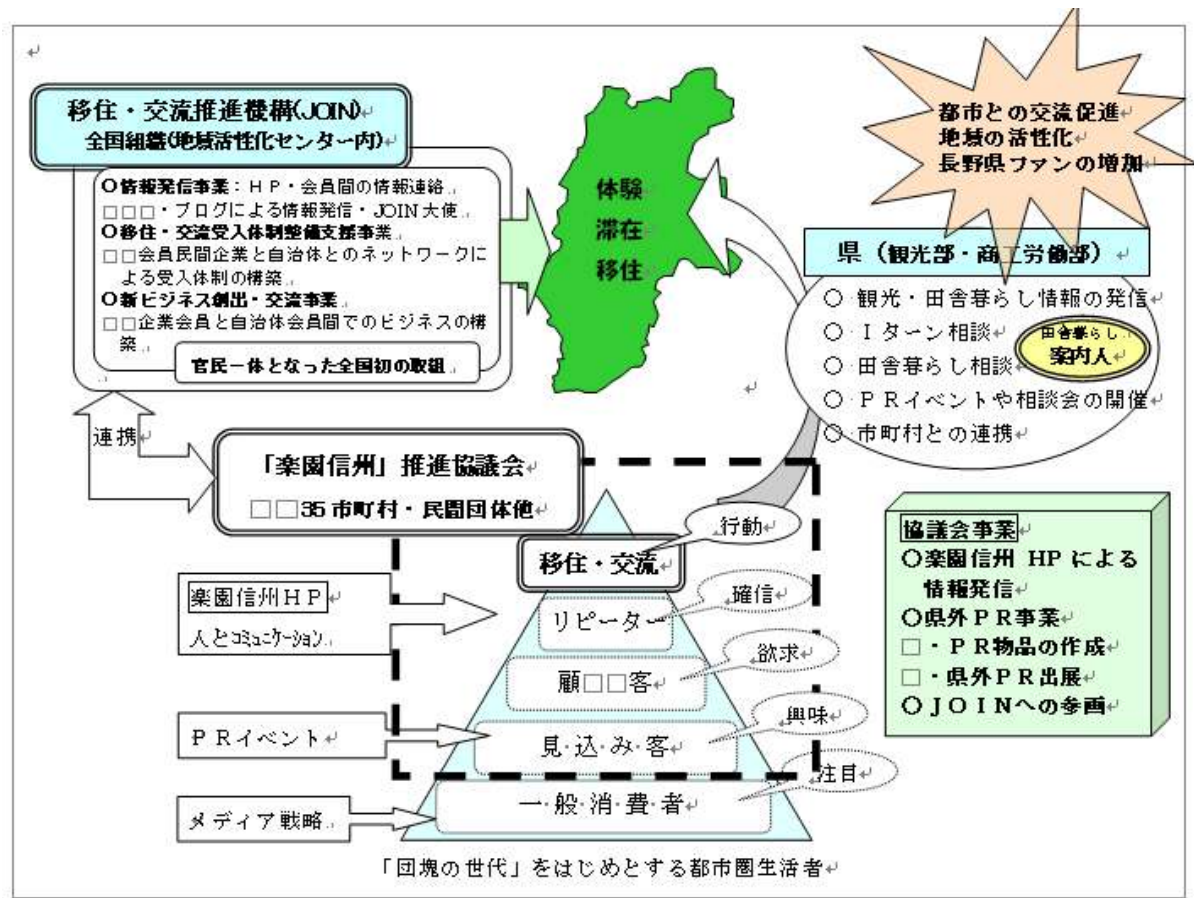 移住・交流推進機構(JOIN)
全国組織(地域活性化センター内)
○情報発信事業：ＨＰ・会員間の情報連絡
□□□・ブログによる情報発信・JOIN大使
○移住・交流受入体制整備支援事業
□□会員民間企業と自治体とのネットワークに
よる受入体制の構築
○新ビジネス創出・交流事業
□□企業会員と自治体会員間でのビジネスの構
築
官民一体となった全国初の取組
体験
滞在
移住
都市との交流促進
地域の活性化
長野県ファンの増加
県（観光部・商工労働部）
○ 観光・田舎暮らし情報の発信
○ Ｉターン相談
○ 田舎暮らし相談
○ ＰＲイベントや相談会の開催
○ 市町村との連携
田舎暮らし
案内人
連携
「楽園信州」推進協議会
□□35市町村・民間団体他
行動
移住・交流
確信
リピーター
欲求
顧□□客
興味
見・込・み・客
注目
一・般・消・費・者
楽園信州ＨＰ
人とｺﾐｭﾆｹｰｼｮﾝ
ＰＲイベント
メディア戦略
「団塊の世代」をはじめとする都市圏生活者
協議会事業
○楽園信州 HP による
情報発信
○県外ＰＲ事業
□・ＰＲ物品の作成
□・県外ＰＲ出展
○ＪＯＩＮへの参画